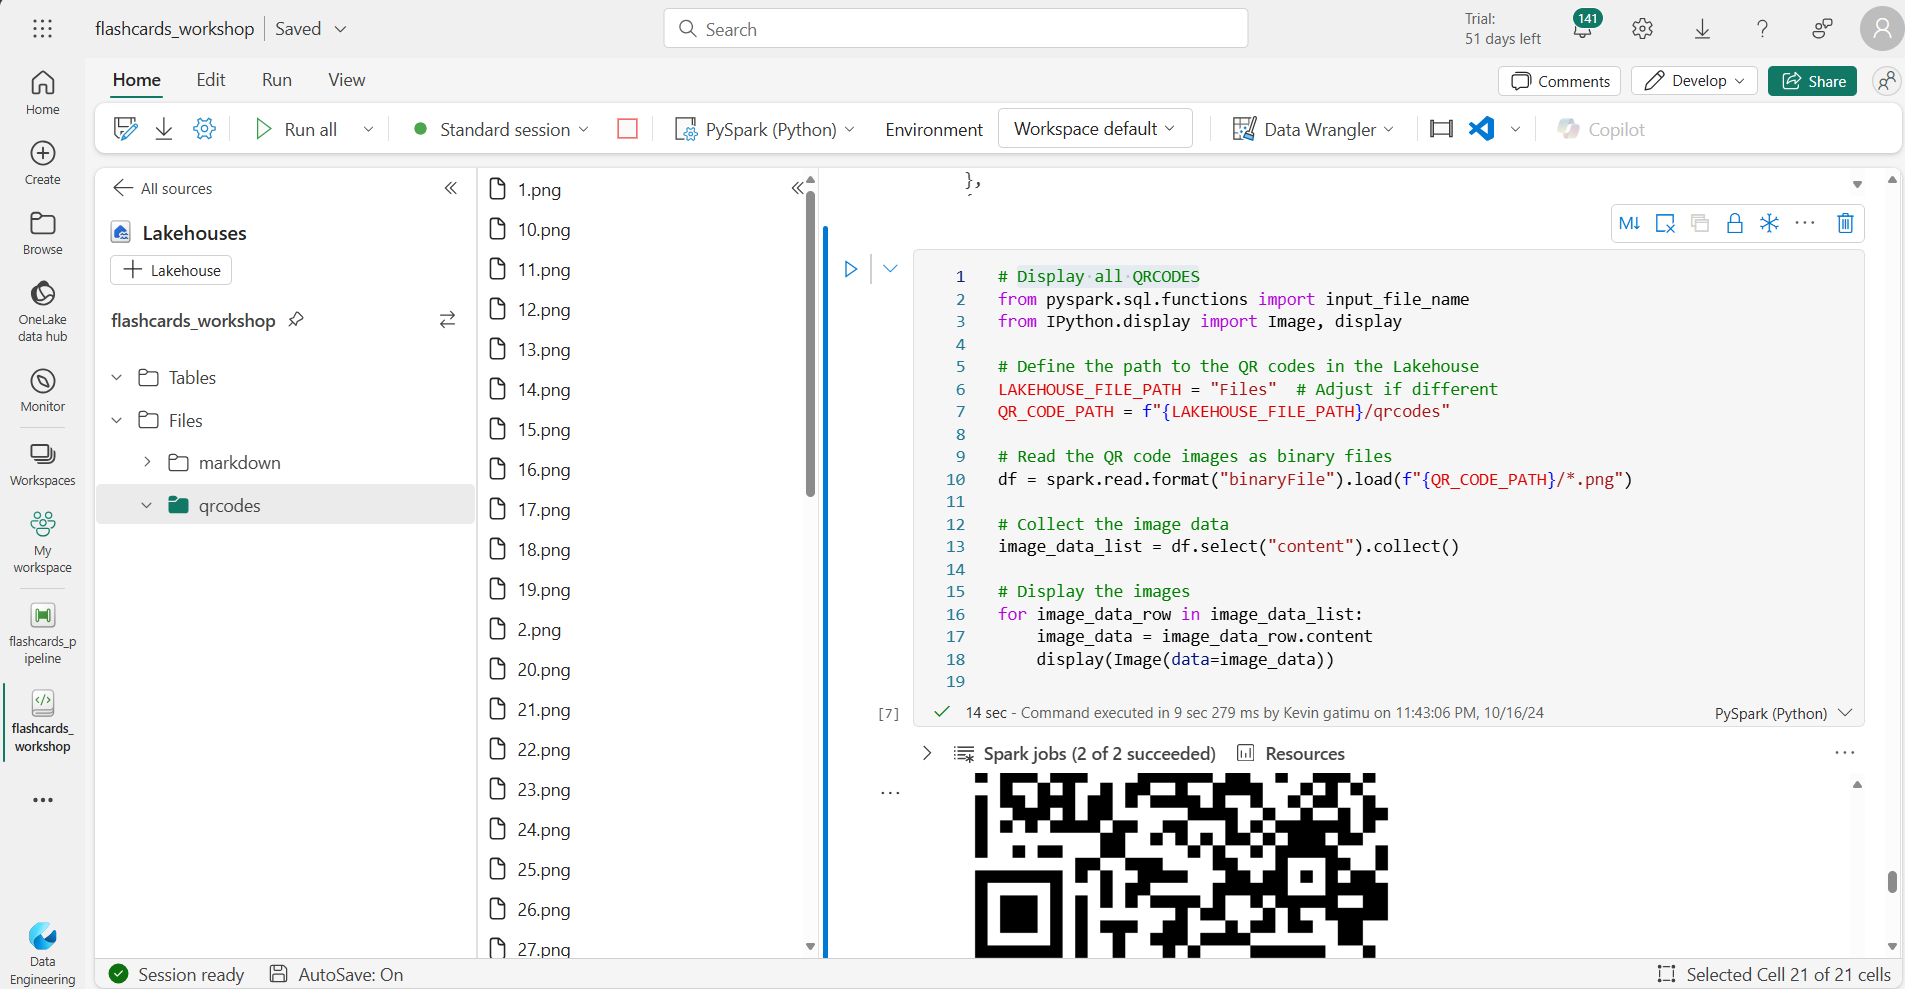 flashcards_workshop
Saved
Search
Trial:
51 days left
141
Home
Edit
Run
View
Comments
Develop
Share
Run all
Standard session
PySpark (Python)
Environment
Workspace default
Data Wrangler
Copilot
Home
Create
Browse
OneLake
data hub
Monitor
Workspaces
My
workspace
flashcards_p
ipeline
flashcards_
workshop
Data
Engineering
All sources
Lakehouses
Lakehouse
flashcards_workshop
Tables
Files
markdown
qrcodes
1.png
10.png
11.png
12.png
13.png
14.png
15.png
16.png
17.png
18.png
19.png
2.png
20.png
21.png
22.png
23.png
24.png
25.png
26.png
27.png
},
M↓
1 # Display all QRCODES
2 from pyspark.sql.functions import input_file_name
3 from IPython.display import Image, display
4
5 # Define the path to the QR codes in the Lakehouse
6 LAKEHOUSE_FILE_PATH = "Files"  # Adjust if different
7 QR_CODE_PATH = f"{LAKEHOUSE_FILE_PATH}/qrcodes"
8
9 # Read the QR code images as binary files
10 df = spark.read.format("binaryFile").load(f"{QR_CODE_PATH}/*.png")
11
12 # Collect the image data
13 image_data_list = df.select("content").collect()
14
15 # Display the images
16 for image_data_row in image_data_list:
17     image_data = image_data_row.content
18     display(Image(data=image_data))
19
[7]
14 sec - Command executed in 9 sec 279 ms by Kevin gatimu on 11:43:06 PM, 10/16/24
PySpark (Python)
Spark jobs (2 of 2 succeeded)
Resources
Session ready
AutoSave: On
Selected Cell 21 of 21 cells